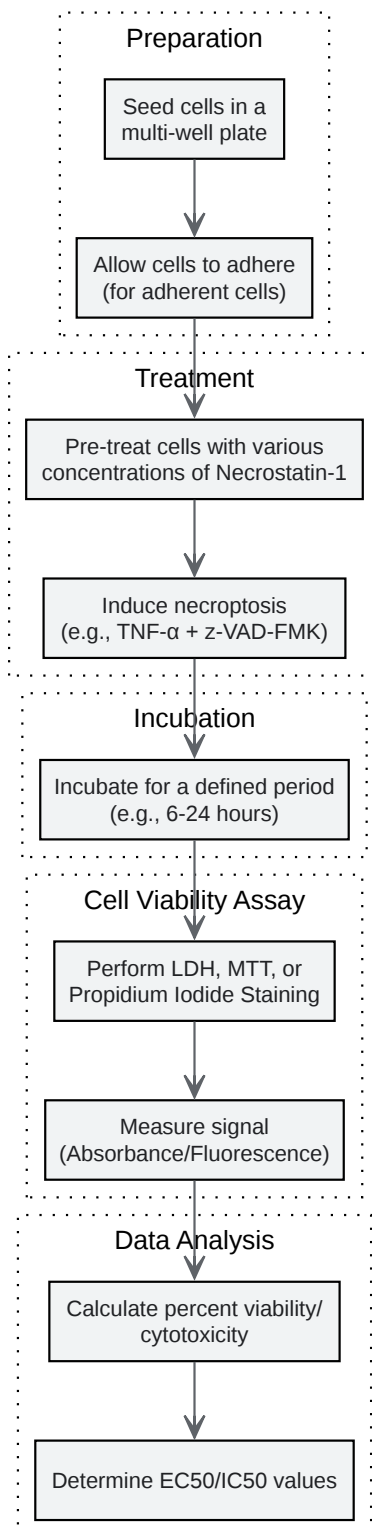 Preparation
Seed cells in a
multi-well plate
Allow cells to adhere
(for adherent cells)
Treatment
Pre-treat cells with various
concentrations of Necrostatin-1
Induce necroptosis
(e.g., TNF-α + z-VAD-FMK)
Incubation
Incubate for a defined period
(e.g., 6-24 hours)
Cell Viability Assay
Perform LDH, MTT, or
Propidium Iodide Staining
Measure signal
(Absorbance/Fluorescence)
Data Analysis
Calculate percent viability/
cytotoxicity
Determine EC50/IC50 values